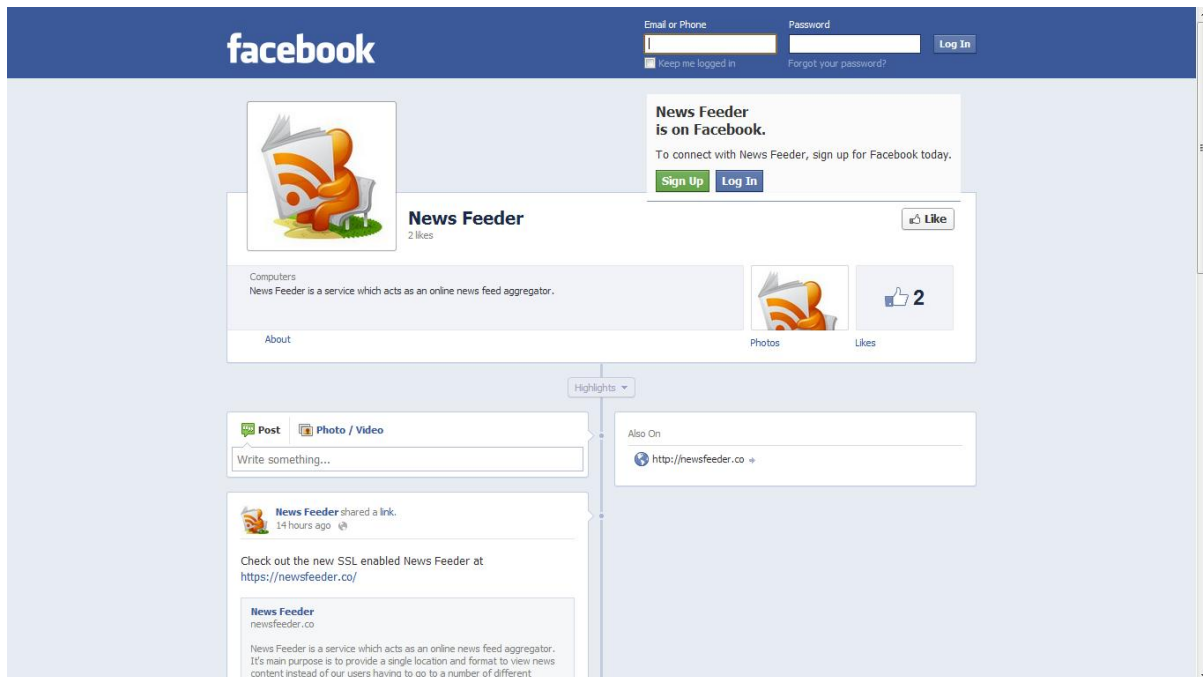 facebook
Email or Phone
Password
Log In
Keep me logged in
Forgot your password?
News Feeder
is on Facebook.
To connect with News Feeder, sign up for Facebook today.
Sign Up
Log In
News Feeder
2 likes
Like
Computers
News Feeder is a service which acts as an online news feed aggregator.
2
About
Photos
Likes
Highlights
Post
Photo / Video
Write something...
Also On
http://newsfeeder.co
News Feeder shared a link.
14 hours ago
Check out the new SSL enabled News Feeder at
https://newsfeeder.co/
News Feeder
newsfeeder.co
News Feeder is a service which acts as an online news feed aggregator.
It's main purpose is to provide a single location and format to view news
content instead of our users having to go to a number of different